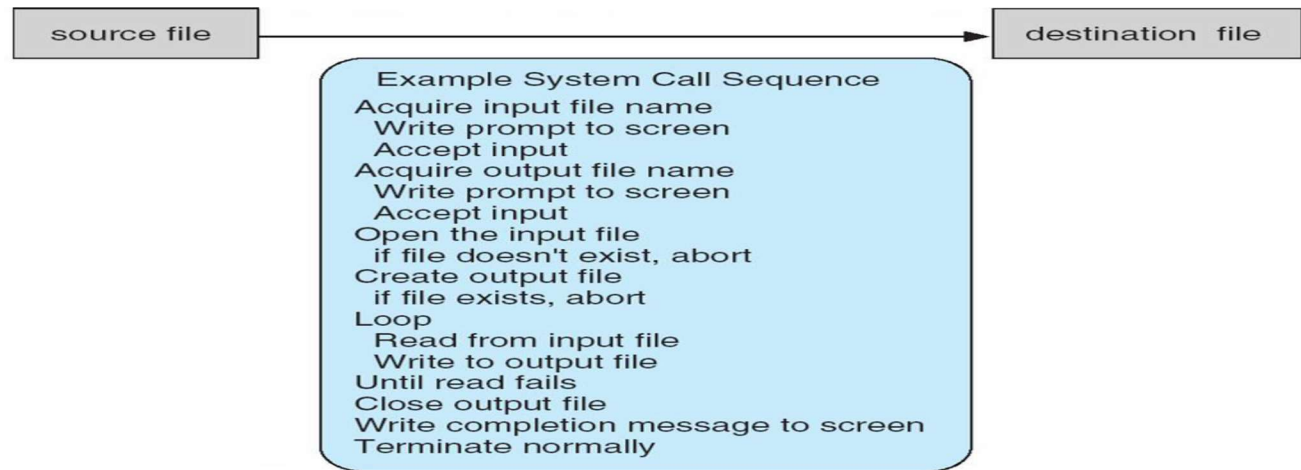 source file
destination file
Example System Call Sequence
Acquire input file name
Write prompt to screen
Accept input
Acquire output file name
Write prompt to screen
Accept input
Open the input file
if file doesn't exist, abort
Create output file
if file exists, abort
Loop
Read from input file
Write to output file
Until read fails
Close output file
Write completion message to screen
Terminate normally